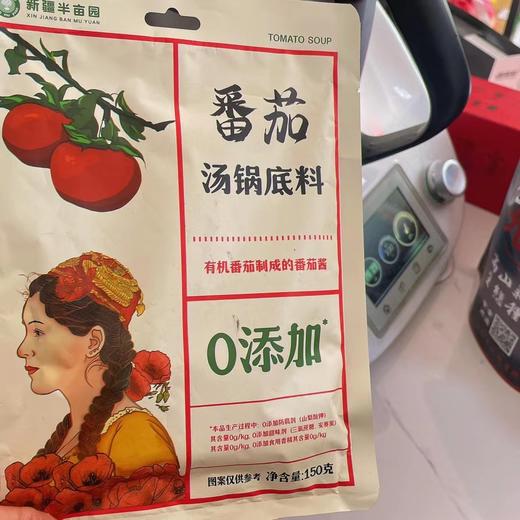 新疆半亩园
XIN JIANG BAN MU YUAN
TOMATO SOUP
番茄
汤锅底料
有机番茄制成的番茄酱
0添加*
*本品生产过程中: 0添加防腐剂 (山梨酸钾)
其含量0g/kg, 0添加甜味剂 (三氯蔗糖、安赛蜜)
其含量0g/kg, 0添加食用香精其含量0g/kg
图案仅供参考 净含量:150克